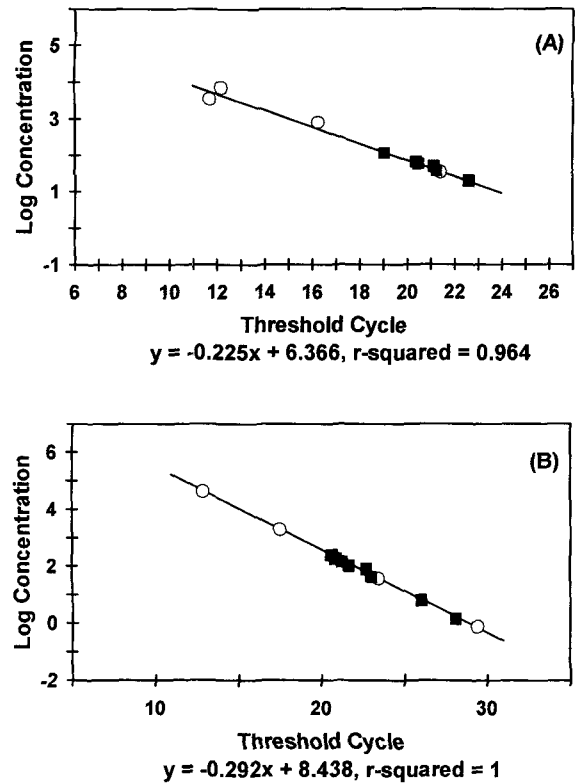 (A)
5
3
1
-1
Log Concentration
6 8 10 12 14 16 18 20 22 24 26
Threshold Cycle
y = -0.225x + 6.366, r-squared = 0.964
(B)
6
4
2
0
-2
Log Concentration
10 20 30
Threshold Cycle
y = -0.292x + 8.438, r-squared = 1